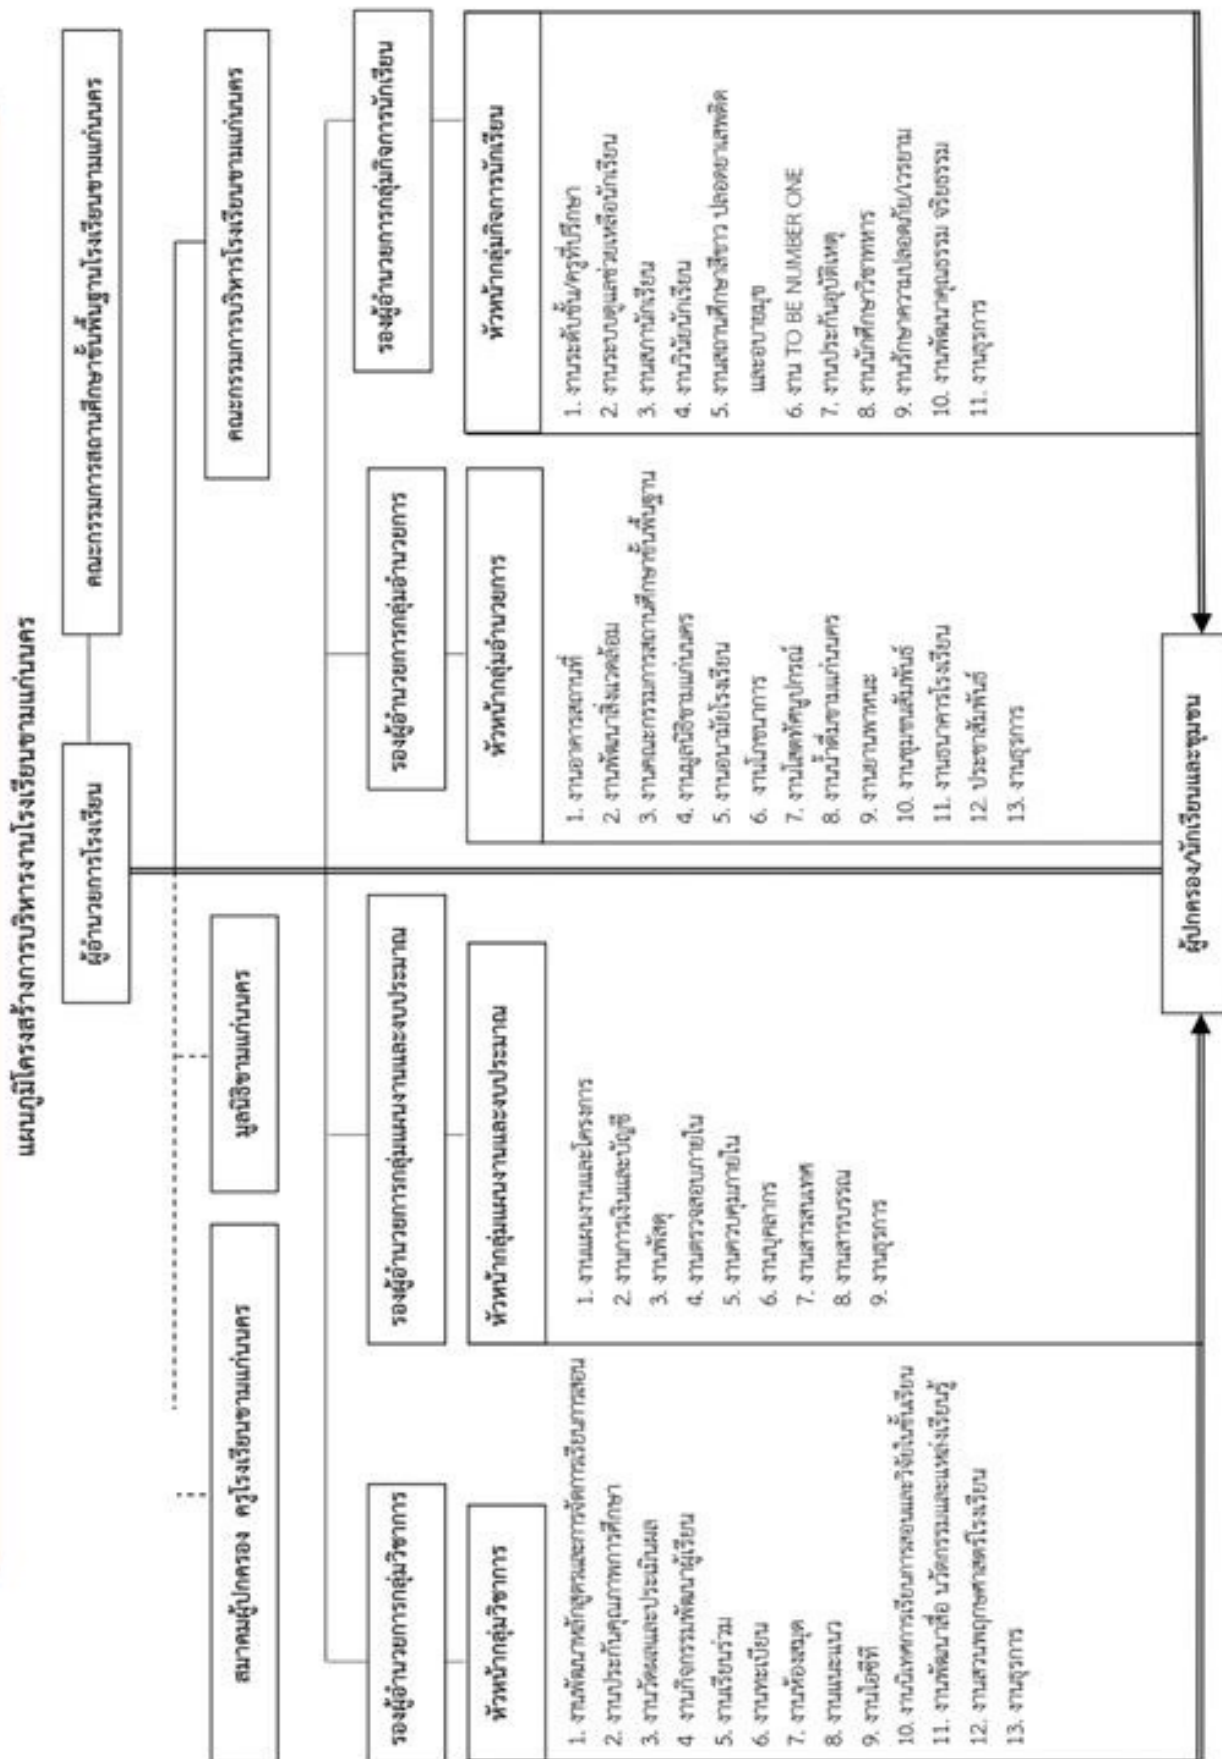 แผนภูมิโครงสร้างการบริหารงานโรงเรียนขามแก่นนคร
ผู้อำนวยการโรงเรียน
คณะกรรมการสถานศึกษาขั้นพื้นฐานโรงเรียนขามแก่นนคร
สมาคมผู้ปกครอง ครูโรงเรียนขามแก่นนคร
มูลนิธิขามแก่นนคร
คณะกรรมการบริหารโรงเรียนขามแก่นนคร
รองผู้อำนวยการกลุ่มวิชาการ
หัวหน้ากลุ่มวิชาการ
1. งานพัฒนาหลักสูตรและการจัดการเรียนการสอน
2. งานประกันคุณภาพการศึกษา
3. งานวัดผลและประเมินผล
4 งานกิจกรรมพัฒนาผู้เรียน
5. งานเรียนร่วม
6. งานทะเบียน
7. งานห้องสมุด
8. งานแนะแนว
9. งานไอซีที
10. งานนิเทศการเรียนการสอนและวิจัยในชั้นเรียน
11. งานพัฒนาสื่อ นวัตกรรมและแหล่งเรียนรู้
12. งานสวนพฤกษศาสตร์โรงเรียน
13. งานธุรการ
รองผู้อำนวยการกลุ่มแผนงานและงบประมาณ
หัวหน้ากลุ่มแผนงานและงบประมาณ
1. งานแผนงานและโครงการ
2. งานการเงินและบัญชี
3. งานพัสดุ
4. งานตรวจสอบภายใน
5. งานควบคุมภายใน
6. งานบุคลากร
7. งานสารสนเทศ
8. งานสารบรรณ
9. งานธุรการ
รองผู้อำนวยการกลุ่มอำนวยการ
หัวหน้ากลุ่มอำนวยการ
1. งานอาคารสถานที่
2. งานพัฒนาสิ่งแวดล้อม
3. งานคณะกรรมการสถานศึกษาขั้นพื้นฐาน
4. งานมูลนิธิขามแก่นนคร
5. งานอนามัยโรงเรียน
6. งานโภชนาการ
7. งานโสตทัศนูปกรณ์
8. งานน้ำดื่มขามแก่นนคร
9. งานยานพาหนะ
10. งานชุมชนสัมพันธ์
11. งานธนาคารโรงเรียน
12. ประชาสัมพันธ์
13. งานธุรการ
รองผู้อำนวยการกลุ่มกิจการนักเรียน
หัวหน้ากลุ่มกิจการนักเรียน
1. งานระดับชั้น/ครูที่ปรึกษา
2. งานระบบดูแลช่วยเหลือนักเรียน
3. งานสภานักเรียน
4. งานวินัยนักเรียน
5. งานสถานศึกษาสีขาว ปลอดยาเสพติด
และอบายมุข
6. งาน TO BE NUMBER ONE
7. งานประกันอุบัติเหตุ
8. งานนักศึกษาวิชาทหาร
9. งานรักษาความปลอดภัย/เวรยาม
10. งานพัฒนาคุณธรรม จริยธรรม
11. งานธุรการ
ผู้ปกครอง/นักเรียนและชุมชน